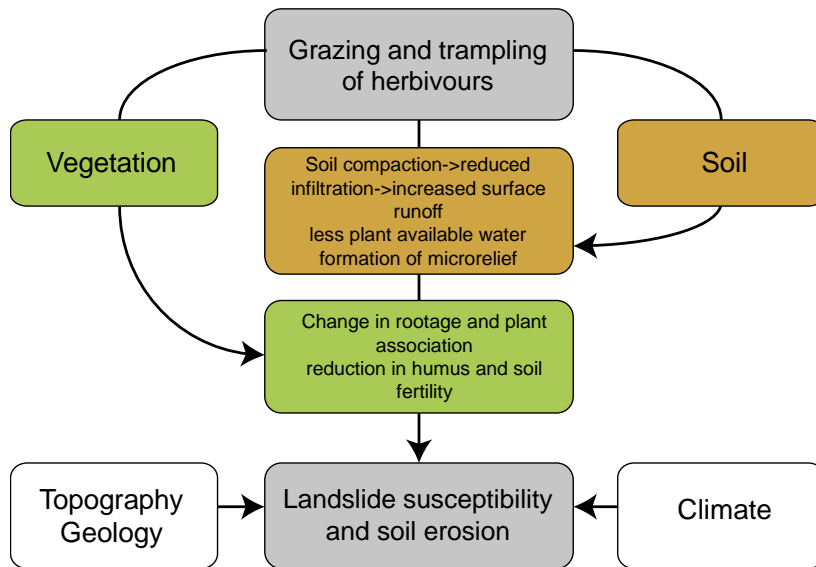 Grazing and trampling
of herbivours
Vegetation
Soil compaction->reduced
infiltration->increased surface
runoff
less plant available water
formation of microrelief
Soil
Change in rootage and plant
association
reduction in humus and soil
fertility
Topography
Geology
Landslide susceptibility
and soil erosion
Climate